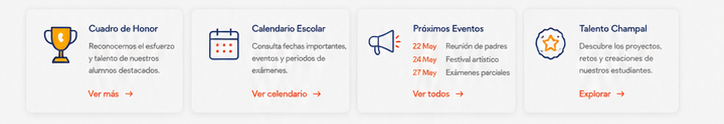 Cuadro de Honor
Reconocemos el esfuerzo
y talento de nuestros
alumnos destacados.
Ver más →
Calendario Escolar
Consulta fechas importantes,
eventos y periodos de
exámenes.
Ver calendario →
Próximos Eventos
22 May Reunión de padres
24 May Festival artístico
27 May Exámenes parciales
Ver todos →
Talento Champal
Descubre los proyectos,
retos y creaciones de
nuestros estudiantes.
Explorar →